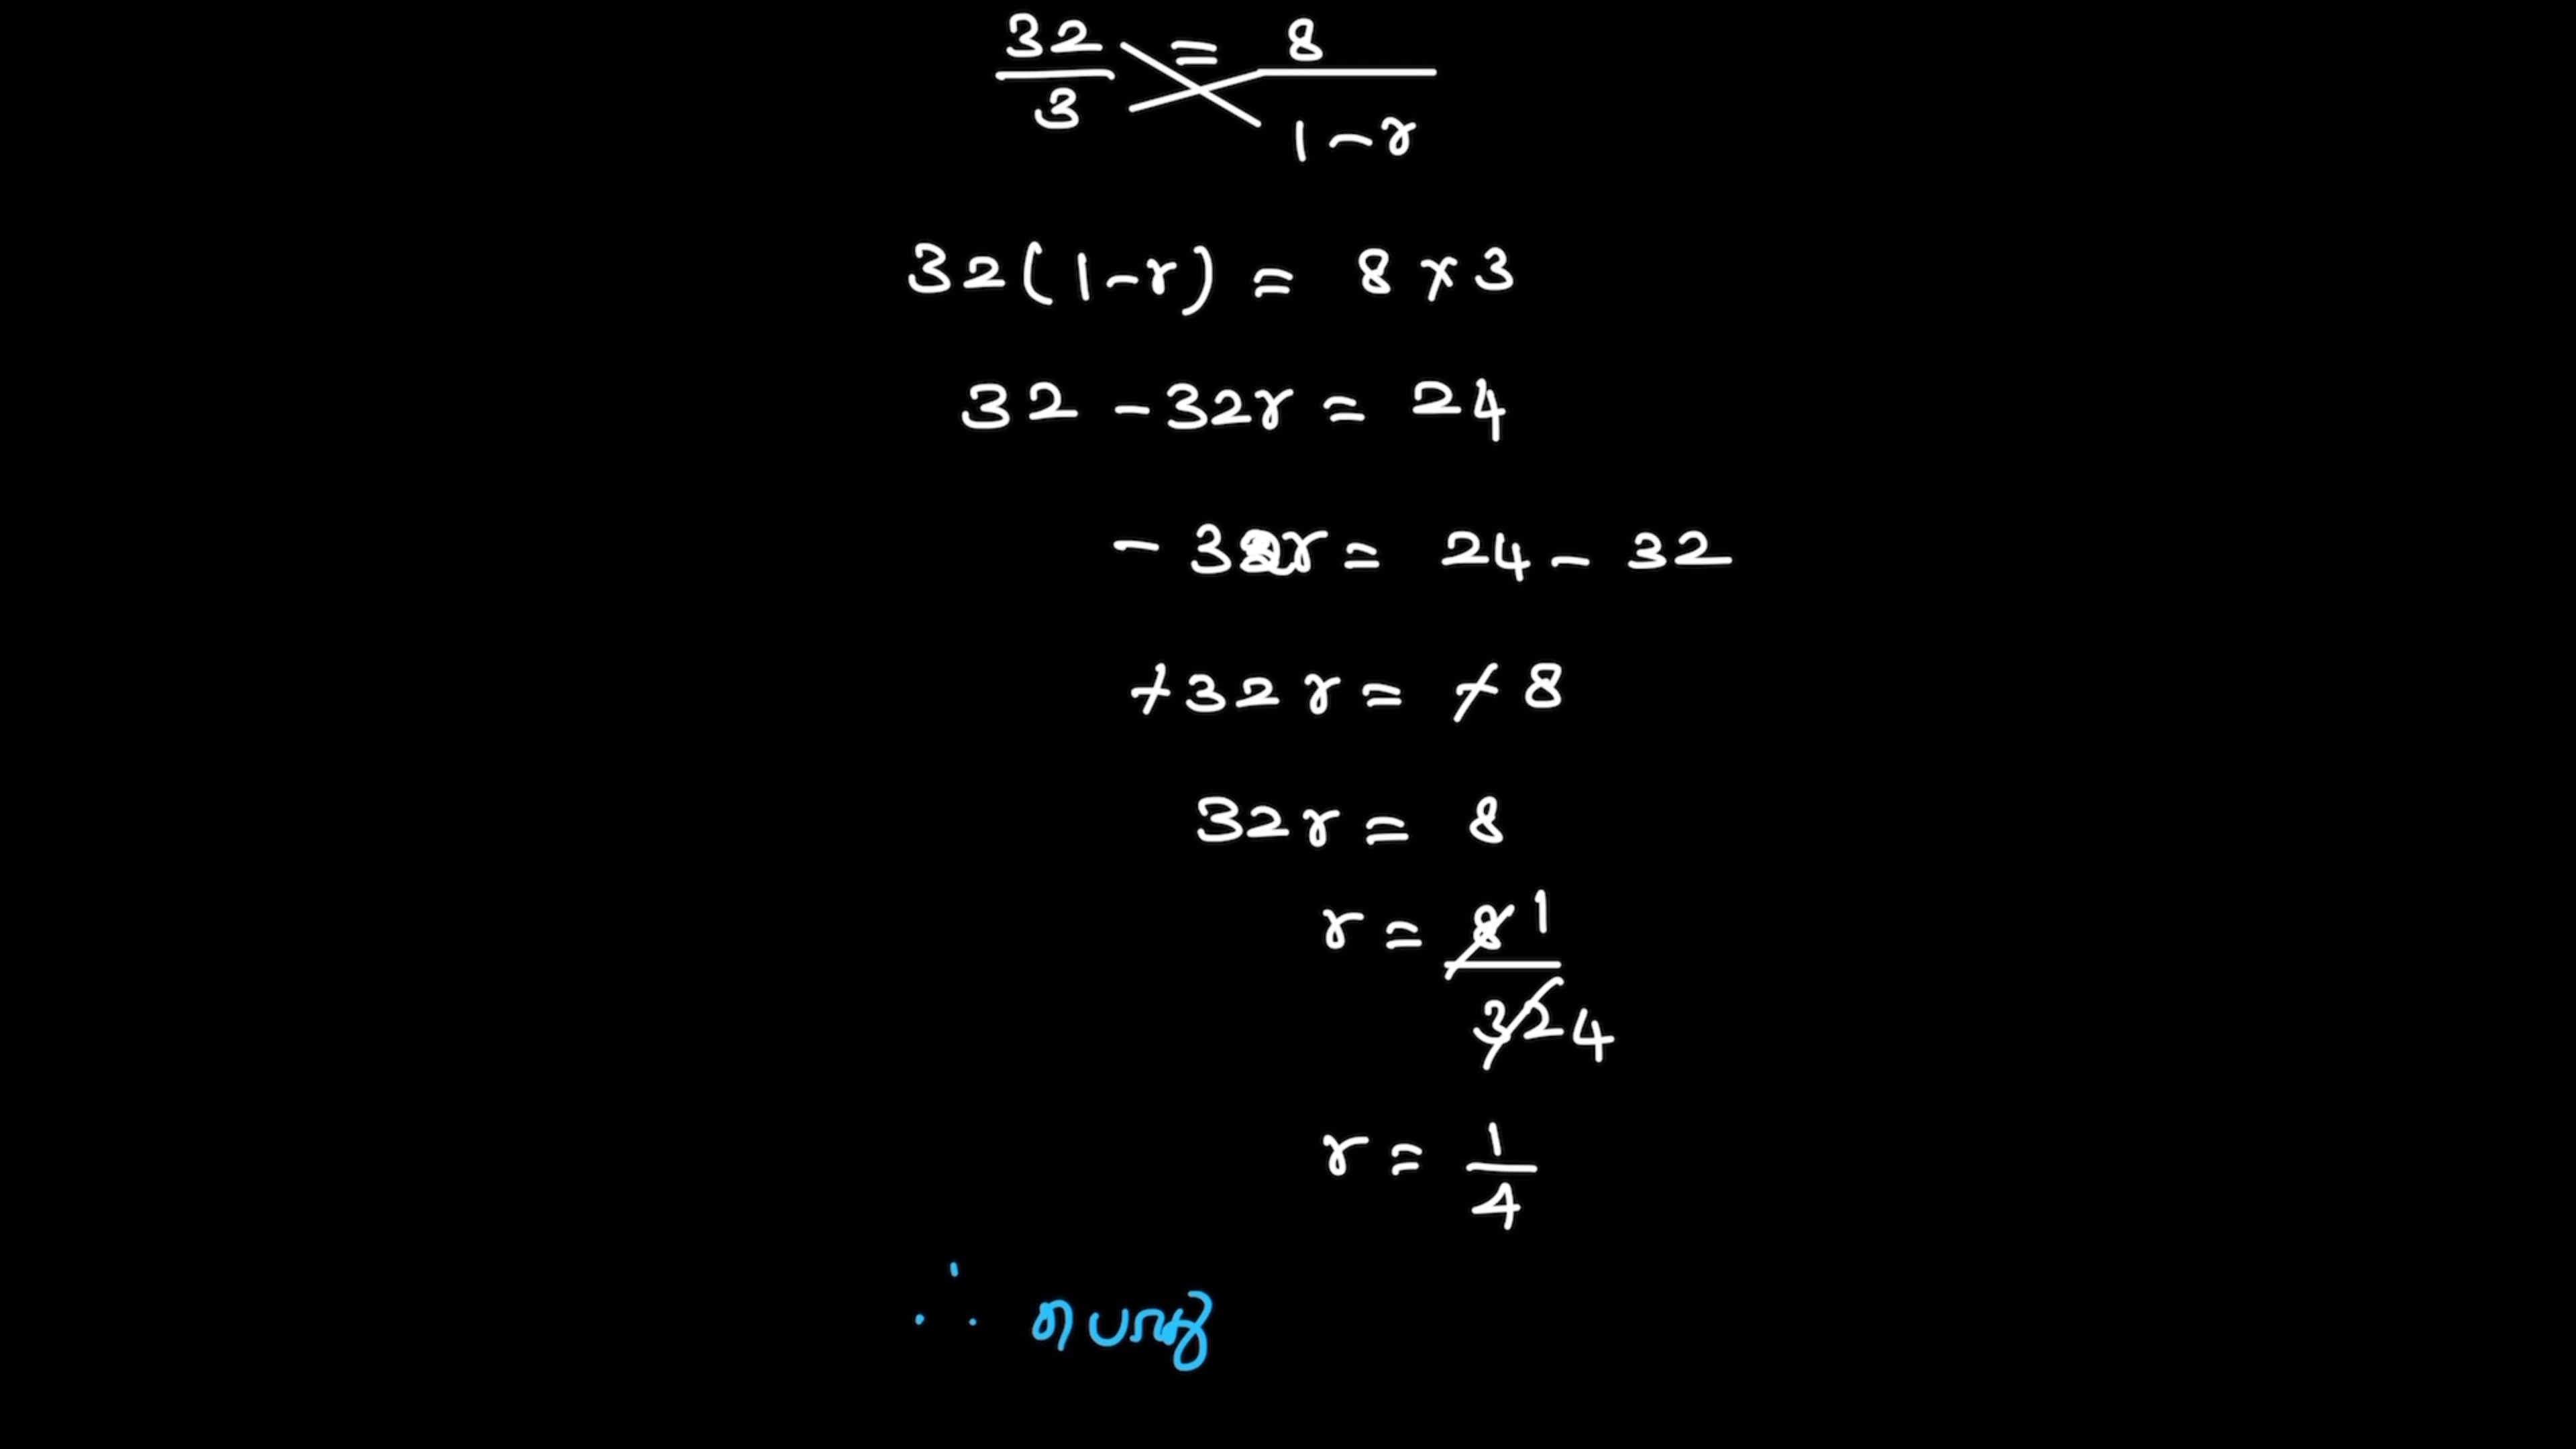 32/3 = 8/(1-r)
32(1-r) = 8×3
32 - 32r = 24
- 32r = 24 - 32
-32r = -8
32r = 8
r = 8 1/32 4
r = 1/4
∴